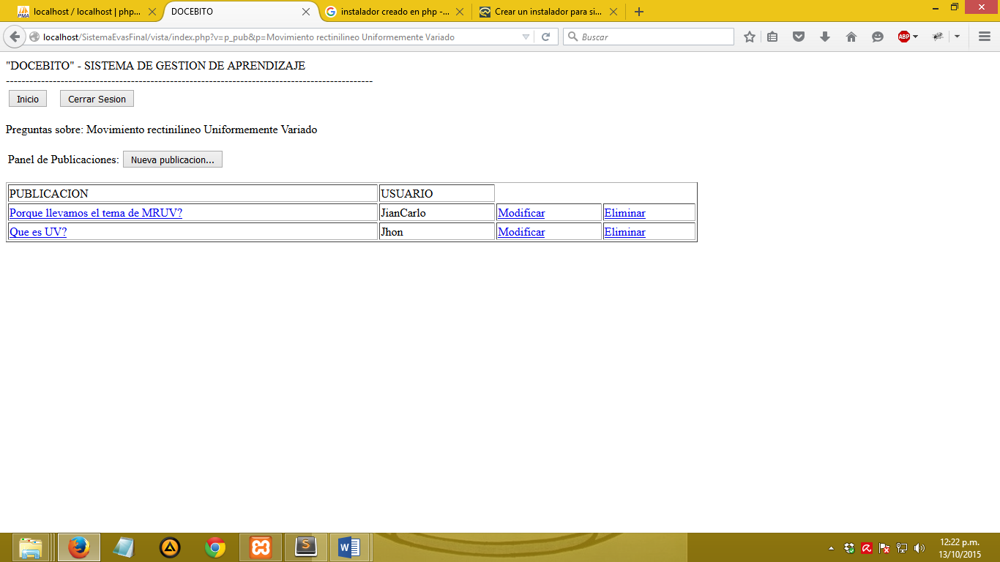 localhost / localhost | php...
DOCEBITO
instalador creado en php -...
Crear un instalador para si...
localhost/SistemaEvasFinal/vista/index.php?v=p_pub&p=Movimiento rectinilineo Uniformemente Variado
Buscar
ABP
"DOCEBITO" - SISTEMA DE GESTION DE APRENDIZAJE
----------------------------------------------------------------------------------------------
Inicio
Cerrar Sesion
Preguntas sobre: Movimiento rectinilineo Uniformemente Variado
Panel de Publicaciones: Nueva publicacion...
PUBLICACION USUARIO
Porque llevamos el tema de MRUV? JianCarlo Modificar Eliminar
Que es UV? Jhon Modificar Eliminar
12:22 p.m.
13/10/2015